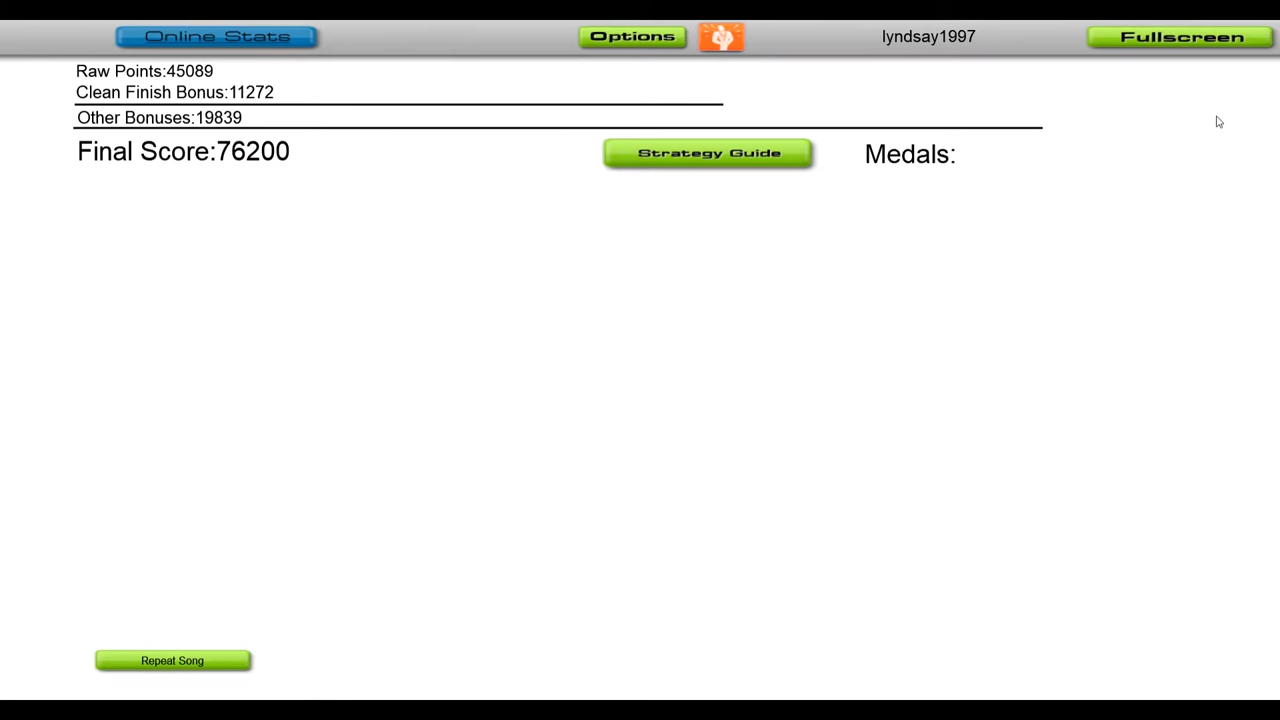 Online Stats
Options
lyndsay1997
Fullscreen
Raw Points:45089
Clean Finish Bonus:11272
Other Bonuses:19839
Final Score:76200
Strategy Guide
Medals:
Repeat Song